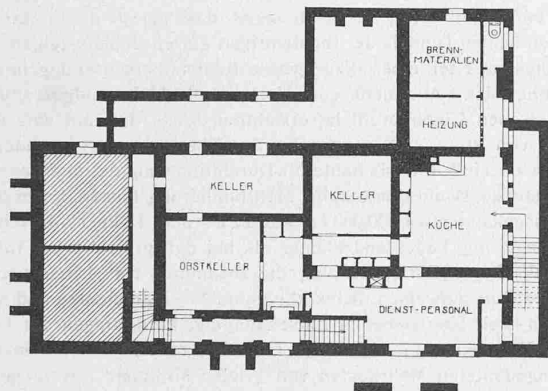 BRENN-
MATERIALIEN
HEIZUNG
KELLER
KELLER
KÜCHE
OBSTKELLER
DIENST-PERSONAL